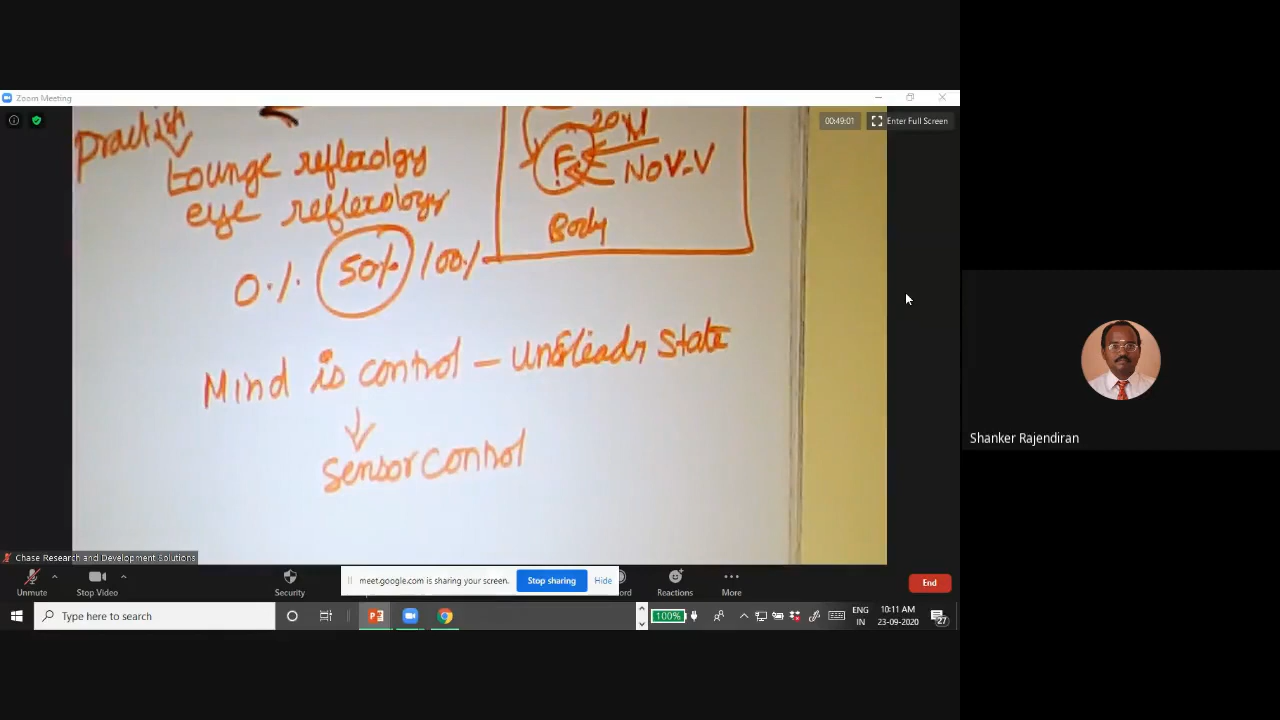 Zoom Meeting
00:49:01
Enter Full Screen
practish
Lounge reflexology
eye reflexology
20M
F
NoV-V
Body
0%
50%
100%
Mind is control - unsteady state
Sensor Control
Shanker Rajendiran
Chase Research and Development Solutions
Unmute
Stop Video
Security
meet.google.com is sharing your screen.
Stop sharing
Hide
ord
Reactions
More
End
Type here to search
100%
ENG
IN
10:11 AM
23-09-2020
27